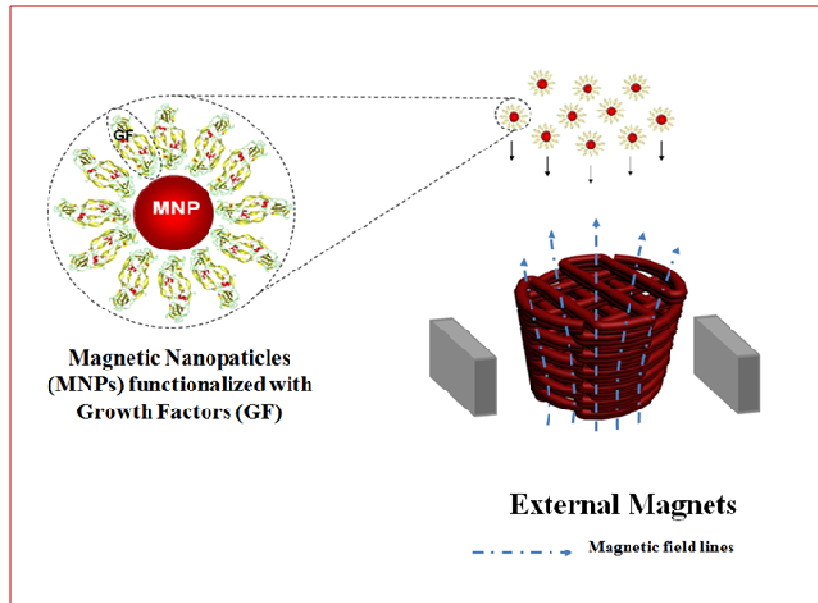 GF
MNP
Magnetic Nanopaticles
(MNPs) functionalized with
Growth Factors (GF)
External Magnets
Magnetic field lines